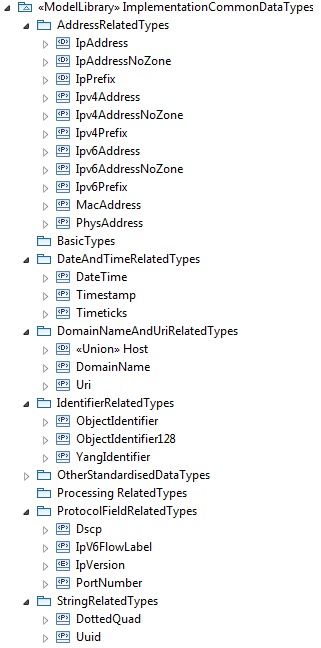 «ModelLibrary» ImplementationCommonDataTypes
AddressRelatedTypes
<D> IpAddress
<D> IpAddressNoZone
<D> IpPrefix
<P> Ipv4Address
<P> Ipv4AddressNoZone
<P> Ipv4Prefix
<P> Ipv6Address
<P> Ipv6AddressNoZone
<P> Ipv6Prefix
<P> MacAddress
<P> PhysAddress
BasicTypes
DateAndTimeRelatedTypes
<P> DateTime
<P> Timestamp
<P> Timeticks
DomainNameAndUriRelatedTypes
<D> «Union» Host
<P> DomainName
<P> Uri
IdentifierRelatedTypes
<P> ObjectIdentifier
<P> ObjectIdentifier128
<P> YangIdentifier
OtherStandardisedDataTypes
Processing RelatedTypes
ProtocolFieldRelatedTypes
<P> Dscp
<P> IpV6FlowLabel
<E> IpVersion
<P> PortNumber
StringRelatedTypes
<P> DottedQuad
<P> Uuid